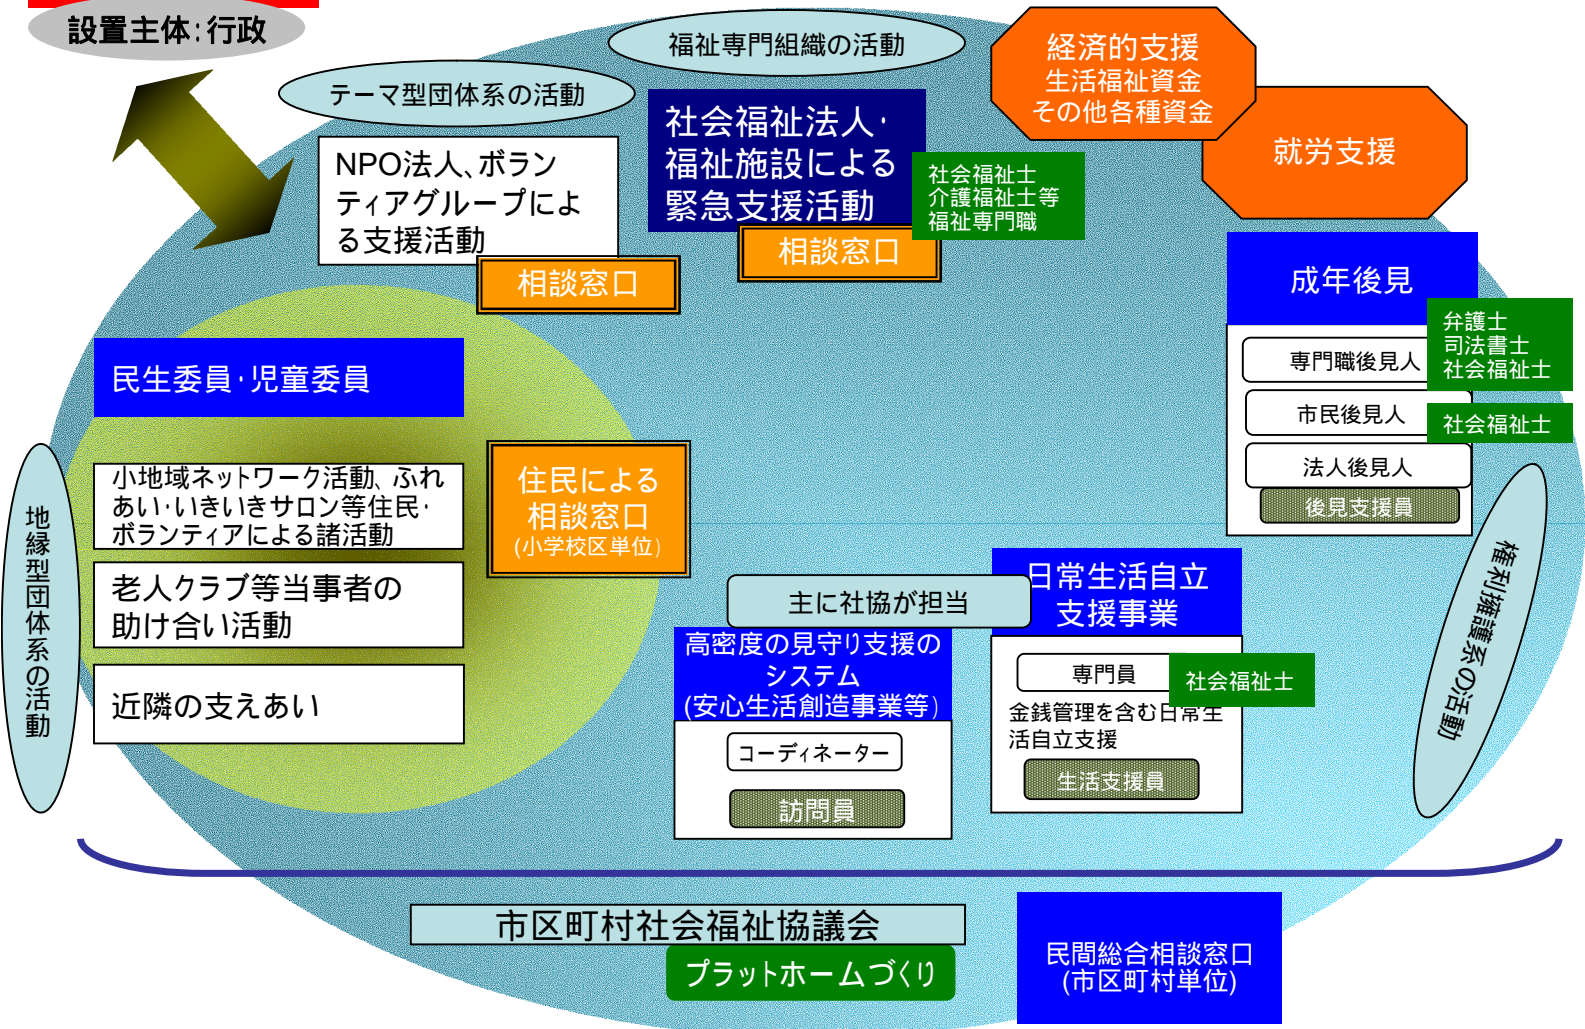 設置主体：行政
福祉専門組織の活動
経済的支援
生活福祉資金
その他各種資金
テーマ型団体系の活動
就労支援
社会福祉法人・
福祉施設による
緊急支援活動
社会福祉士
介護福祉士等
福祉専門職
相談窓口
NPO法人、ボラン
ティアグループによ
る支援活動
相談窓口
成年後見
弁護士
司法書士
社会福祉士
専門職後見人
市民後見人
社会福祉士
法人後見人
後見支援員
民生委員・児童委員
小地域ネットワーク活動、ふれ
あい・いきいきサロン等住民・
ボランティアによる諸活動
老人クラブ等当事者の
助け合い活動
近隣の支えあい
住民による
相談窓口
(小学校区単位)
地縁型団体系の活動
主に社協が担当
高密度の見守り支援の
システム
(安心生活創造事業等)
コーディネーター
訪問員
日常生活自立
支援事業
専門員
社会福祉士
金銭管理を含む日常生
活自立支援
生活支援員
権利擁護系の活動
市区町村社会福祉協議会
プラットホームづくり
民間総合相談窓口
(市区町村単位)